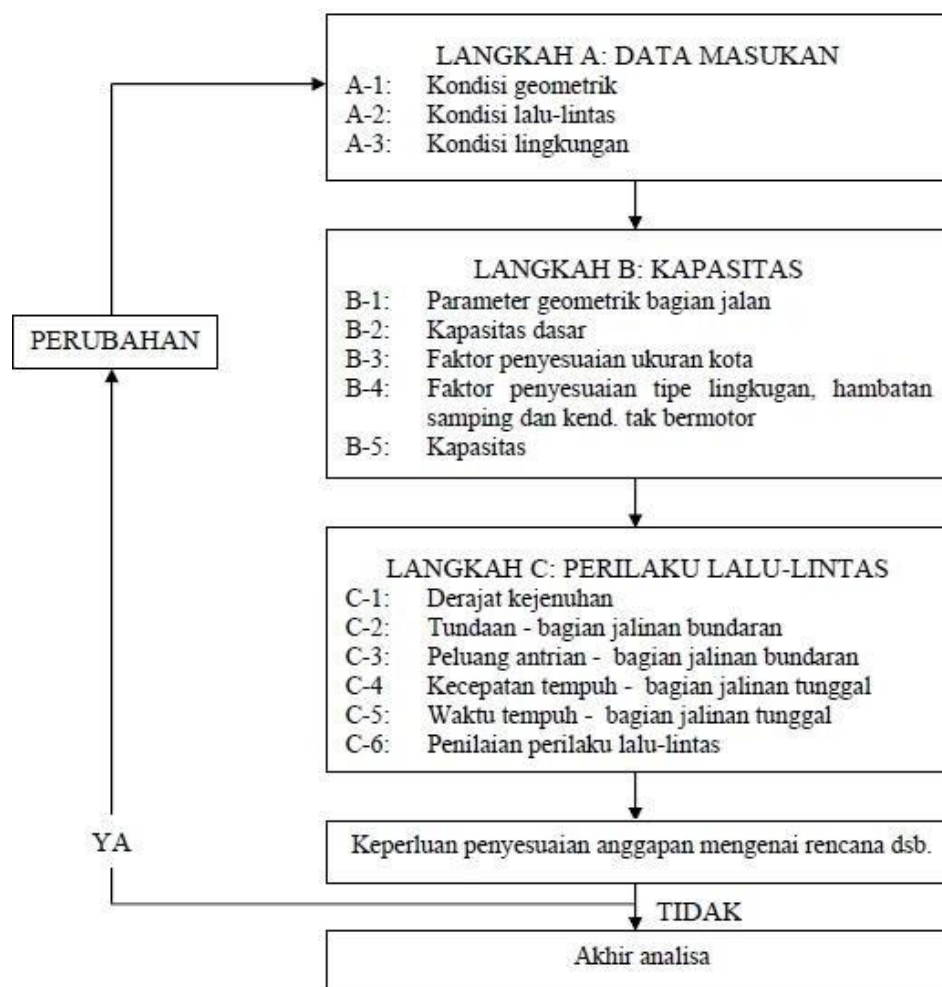 LANGKAH A: DATA MASUKAN
A-1: Kondisi geometrik
A-2: Kondisi lalu-lintas
A-3: Kondisi lingkungan
LANGKAH B: KAPASITAS
B-1: Parameter geometrik bagian jalan
B-2: Kapasitas dasar
B-3: Faktor penyesuaian ukuran kota
B-4: Faktor penyesuaian tipe lingkugan, hambatan
samping dan kend. tak bermotor
B-5: Kapasitas
PERUBAHAN
LANGKAH C: PERILAKU LALU-LINTAS
C-1: Derajat kejenuhan
C-2: Tundaan - bagian jalinan bundaran
C-3: Peluang antrian - bagian jalinan bundaran
C-4 Kecepatan tempuh - bagian jalinan tunggal
C-5: Waktu tempuh - bagian jalinan tunggal
C-6: Penilaian perilaku lalu-lintas
YA
Keperluan penyesuaian anggapan mengenai rencana dsb.
TIDAK
Akhir analisa